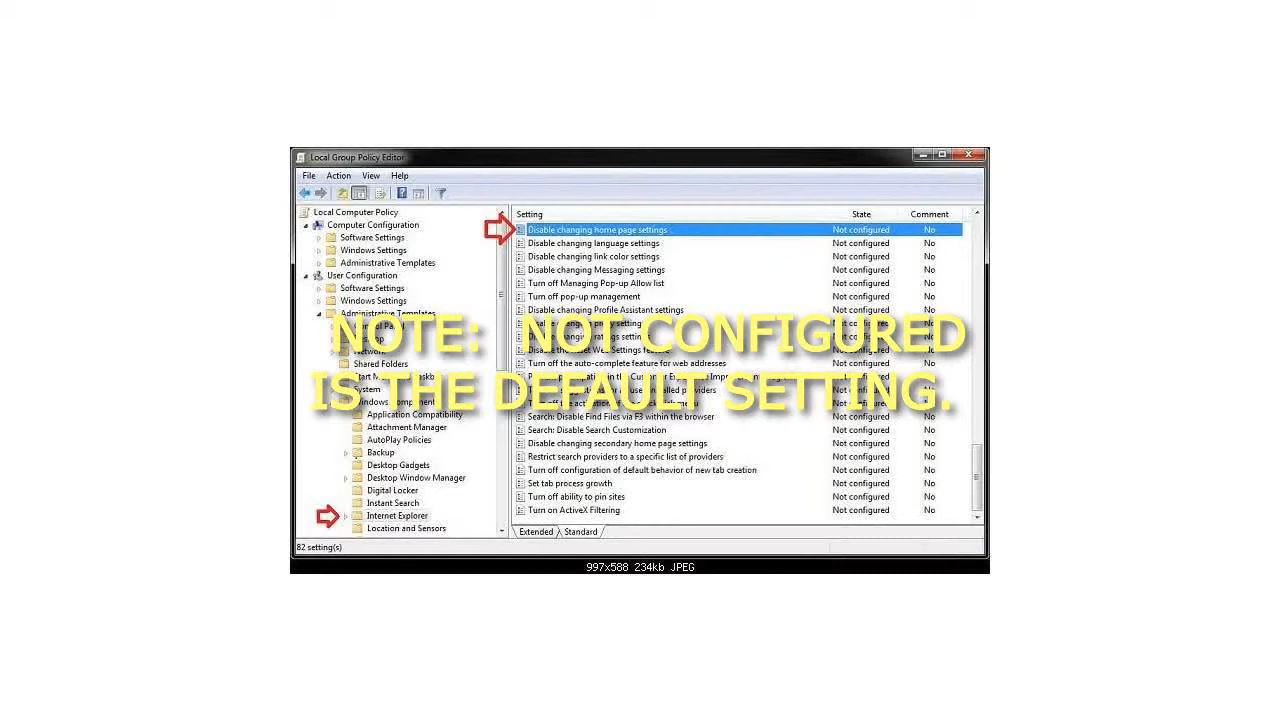 Local Group Policy Editor
File Action View Help
Local Computer Policy
Computer Configuration
Software Settings
Windows Settings
Administrative Templates
User Configuration
Software Settings
Windows Settings
Administrative Templates
Control Panel
Network
Shared Folders
System
Windows Components
Application Compatibility
Attachment Manager
AutoPlay Policies
Backup
Desktop Gadgets
Desktop Window Manager
Digital Locker
Instant Search
Internet Explorer
Location and Sensors
Setting State Comment
Disable changing home page settings Not configured No
Disable changing language settings Not configured No
Disable changing link color settings Not configured No
Disable changing Messaging settings Not configured No
Turn off Managing Pop-up Allow list Not configured No
Turn off pop-up management Not configured No
Disable changing Profile Assistant settings Not configured No
NOTE: NOT CONFIGURED
IS THE DEFAULT SETTING.
Turn off the auto-complete feature for web addresses Not configured No
Search: Disable Find Files via F3 within the browser Not configured No
Search: Disable Search Customization Not configured No
Disable changing secondary home page settings Not configured No
Restrict search providers to a specific list of providers Not configured No
Turn off configuration of default behavior of new tab creation Not configured No
Set tab process growth Not configured No
Turn off ability to pin sites Not configured No
Turn on ActiveX Filtering Not configured No
Extended Standard
82 setting(s)
997x588 234kb JPEG